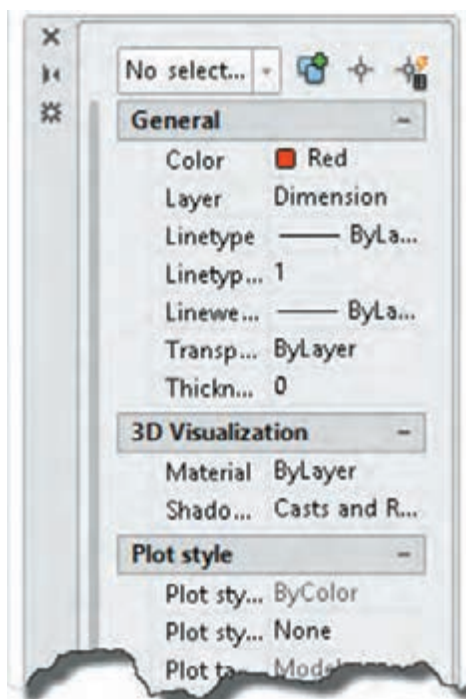 No select...
General
Color Red
Layer Dimension
Linetype ByLa...
Linetyp... 1
Linewe... ByLa...
Transp... ByLayer
Thickn... 0
3D Visualization
Material ByLayer
Shado... Casts and R...
Plot style
Plot sty... ByColor
Plot sty... None
Plot ta... Model